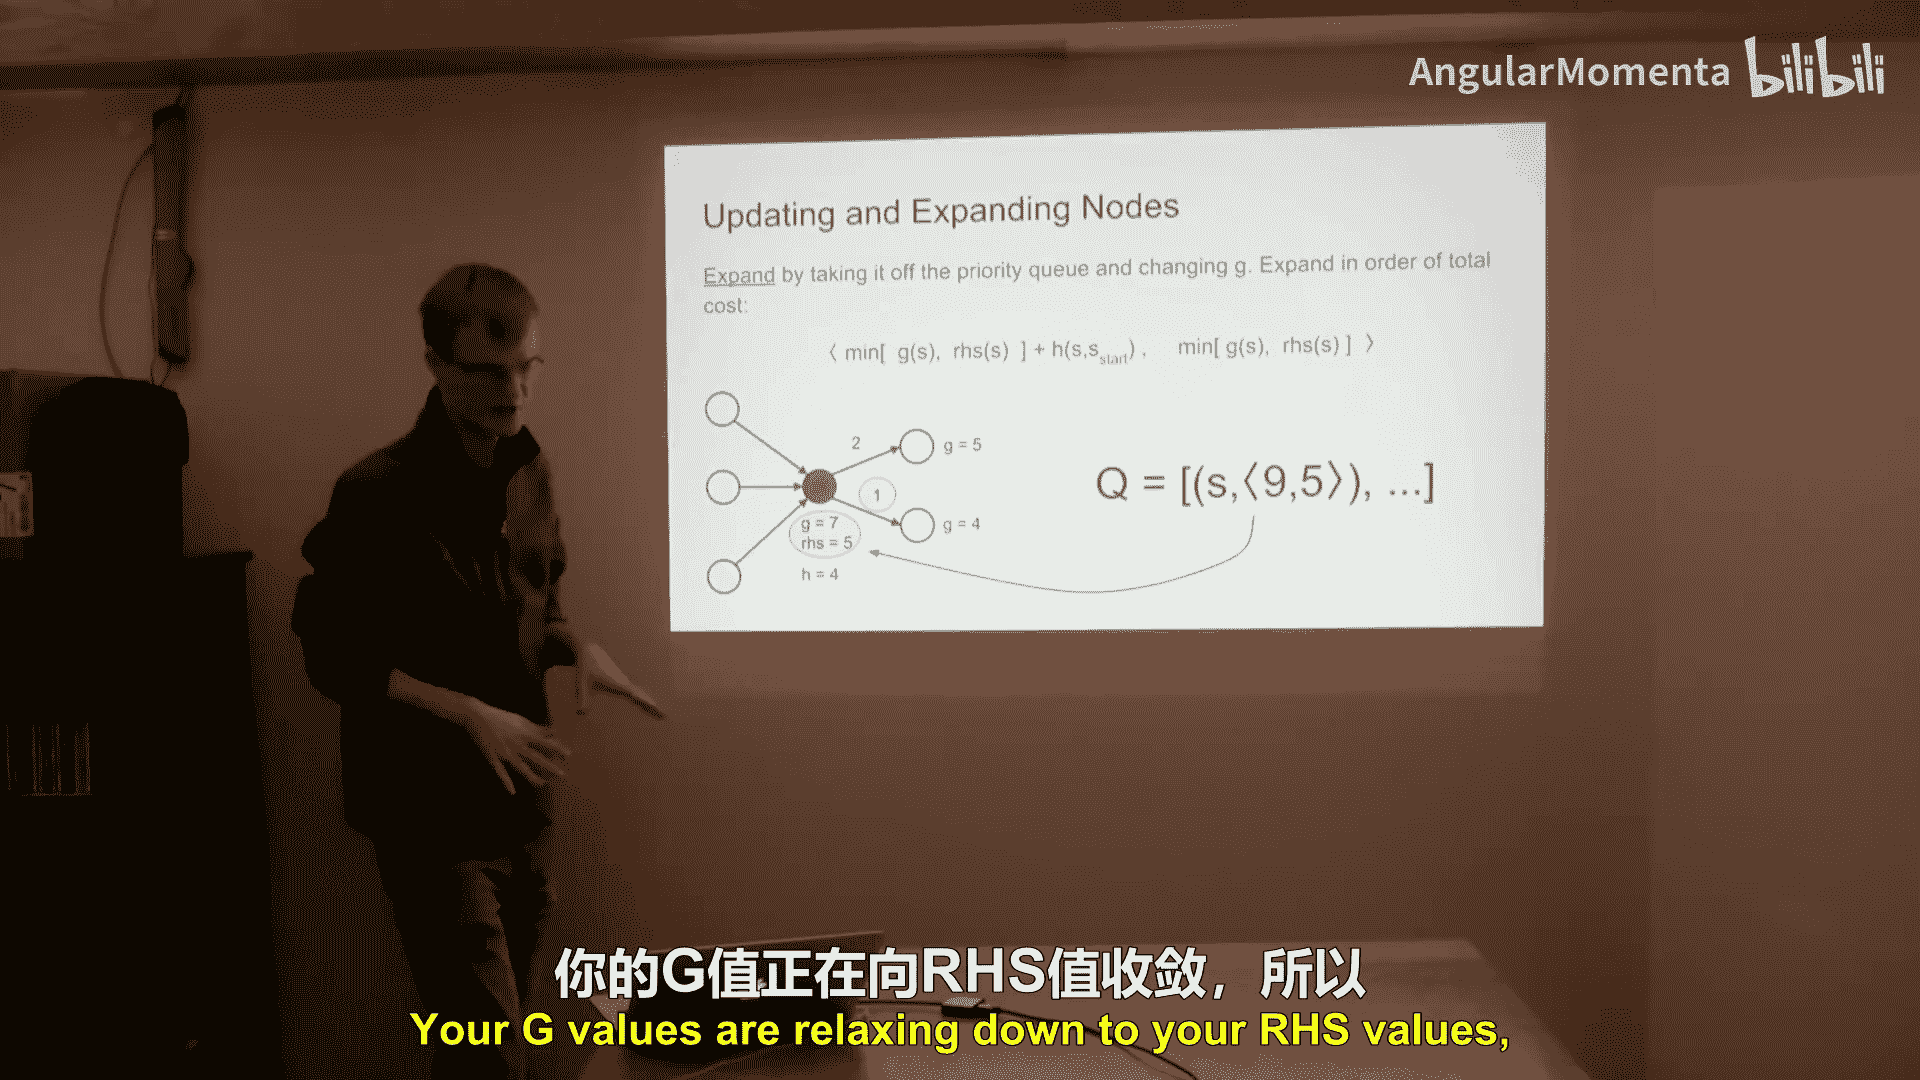 AngularMomenta bilibili
Updating and Expanding Nodes
Expand by taking it off the priority queue and changing g. Expand in order of total
cost:
⟨ min[ g(s), rhs(s) ] + h(s,s_start) , min[ g(s), rhs(s) ] ⟩
2
g = 5
Q = [(s,⟨9,5⟩), ...]
1
g = 7
rhs = 5
g = 4
h = 4
你的G值正在向RHS值收敛，所以
Your G values are relaxing down to your RHS values,